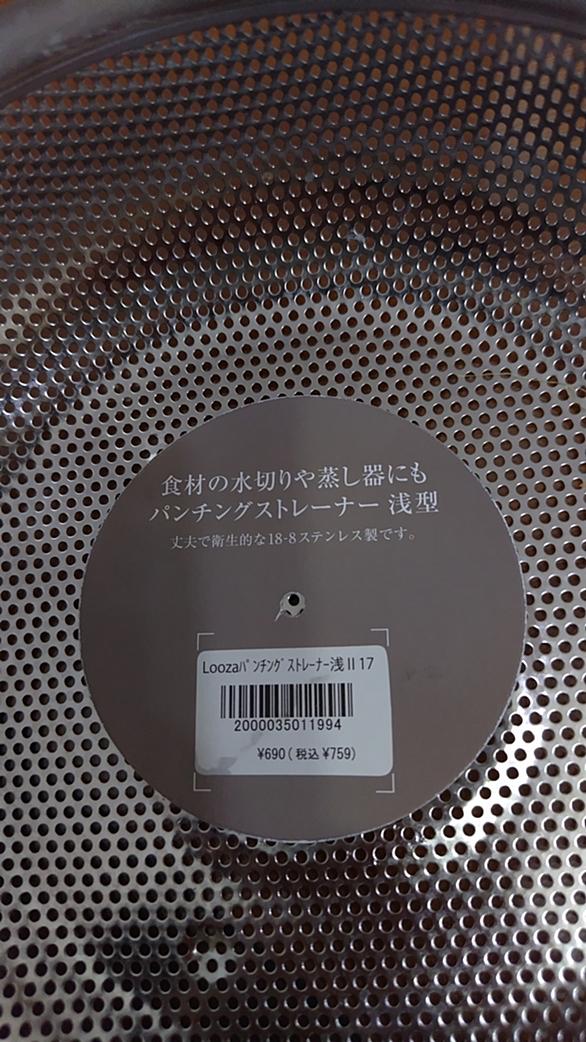 食材の水切りや蒸し器にも
パンチングストレーナー 浅型
丈夫で衛生的な18-8ステンレス製です。
Loozaﾊﾟﾝﾁﾝｸﾞｽﾄﾚｰﾅｰ浅Ⅱ17
2000035011994
¥690(税込¥759)